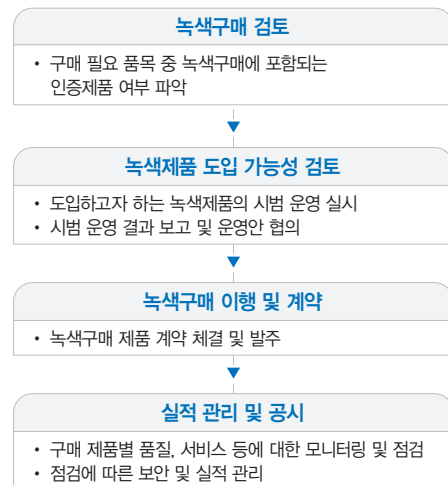 녹색구매 검토
• 구매 필요 품목 중 녹색구매에 포함되는
인증제품 여부 파악
녹색제품 도입 가능성 검토
• 도입하고자 하는 녹색제품의 시범 운영 실시
• 시범 운영 결과 보고 및 운영안 협의
녹색구매 이행 및 계약
• 녹색구매 제품 계약 체결 및 발주
실적 관리 및 공시
• 구매 제품별 품질, 서비스 등에 대한 모니터링 및 점검
• 점검에 따른 보안 및 실적 관리